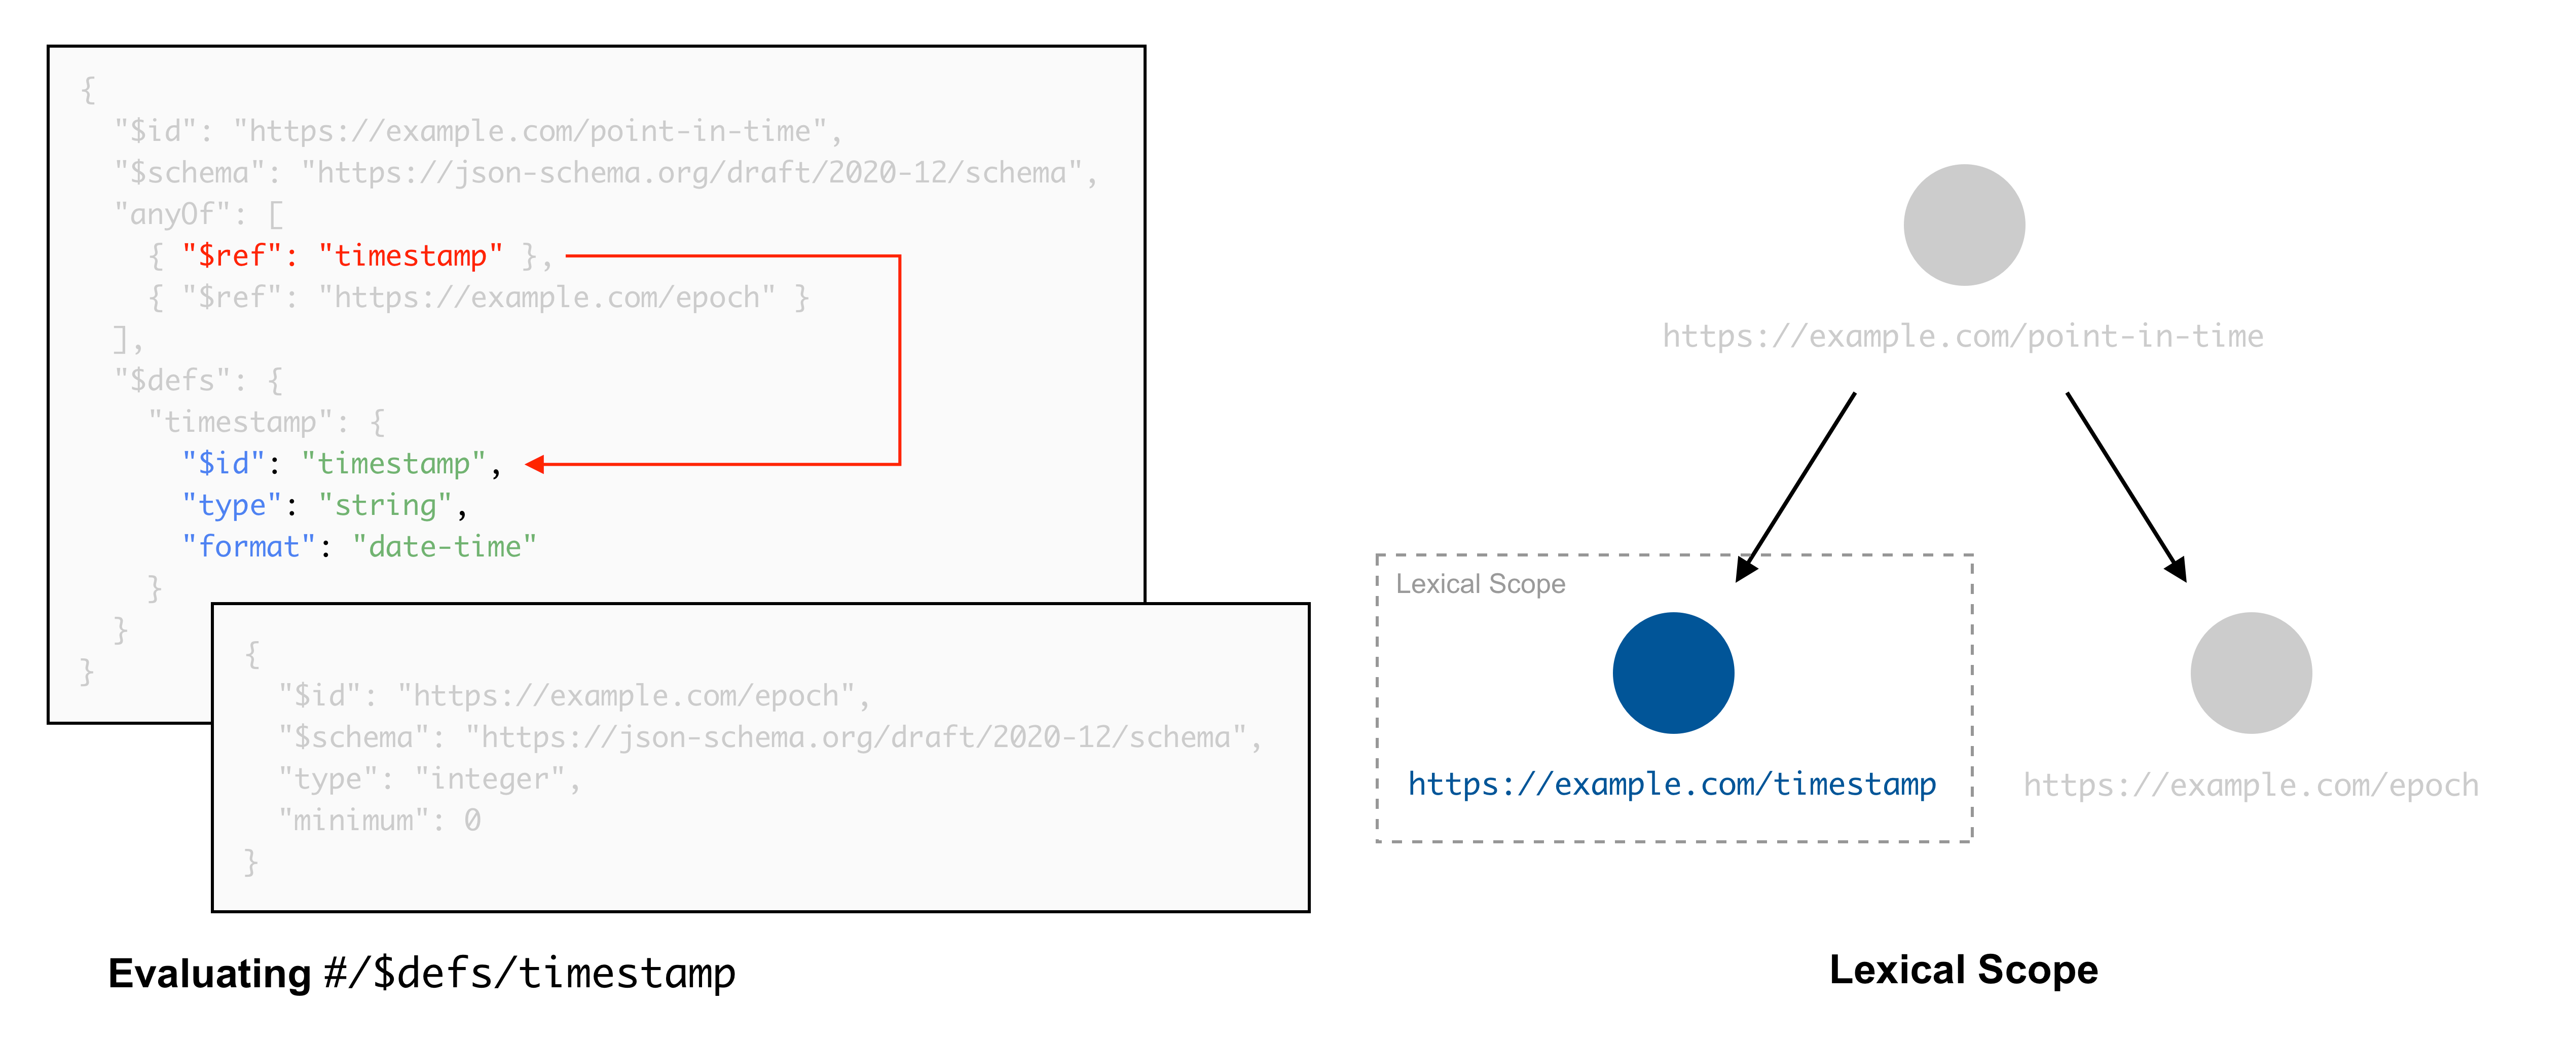 {
  "$id": "https://example.com/point-in-time",
  "$schema": "https://json-schema.org/draft/2020-12/schema",
  "anyOf": [
    { "$ref": "timestamp" },
    { "$ref": "https://example.com/epoch" }
  ],
  "$defs": {
    "timestamp": {
      "$id": "timestamp",
      "type": "string",
      "format": "date-time"
    }
  }
}
{
  "$id": "https://example.com/epoch",
  "$schema": "https://json-schema.org/draft/2020-12/schema",
  "type": "integer",
  "minimum": 0
}
Evaluating #/$defs/timestamp
https://example.com/point-in-time
Lexical Scope
https://example.com/timestamp
https://example.com/epoch
Lexical Scope